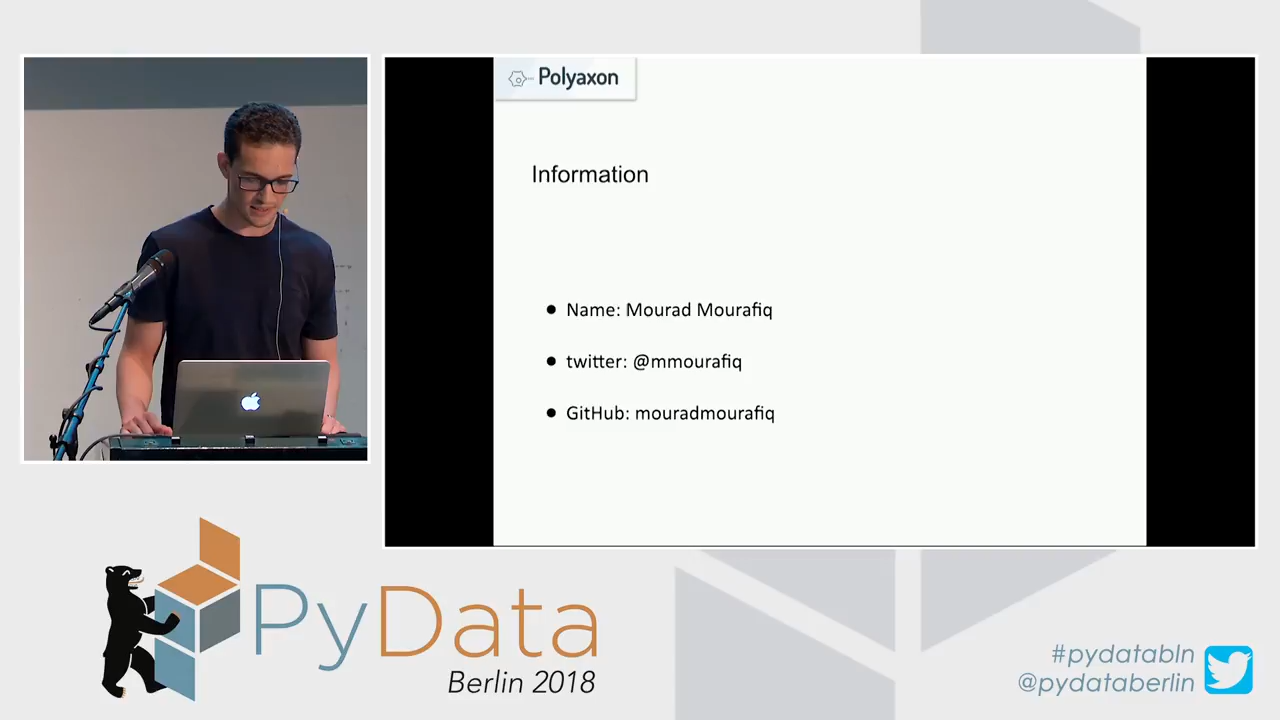 Polyaxon
Information
● Name: Mourad Mourafiq
● twitter: @mmourafiq
● GitHub: mouradmourafiq
PyData
Berlin 2018
#pydatabln
@pydataberlin